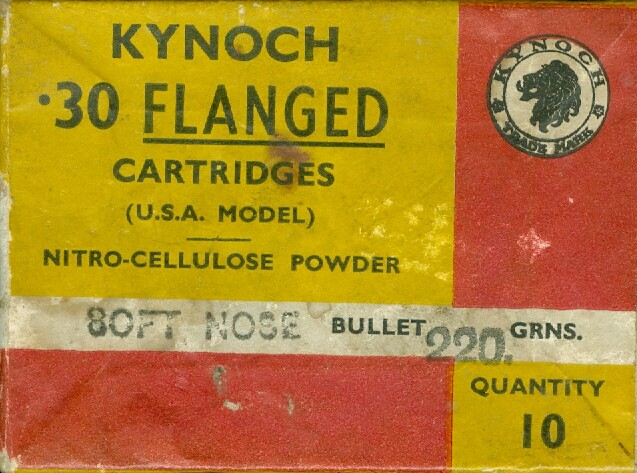 KYNOCH
·30 FLANGED
CARTRIDGES
(U.S.A. MODEL)
NITRO-CELLULOSE POWDER
KYNOCH
TRADE MARK
SOFT NOSE BULLET 220. GRNS.
QUANTITY
10